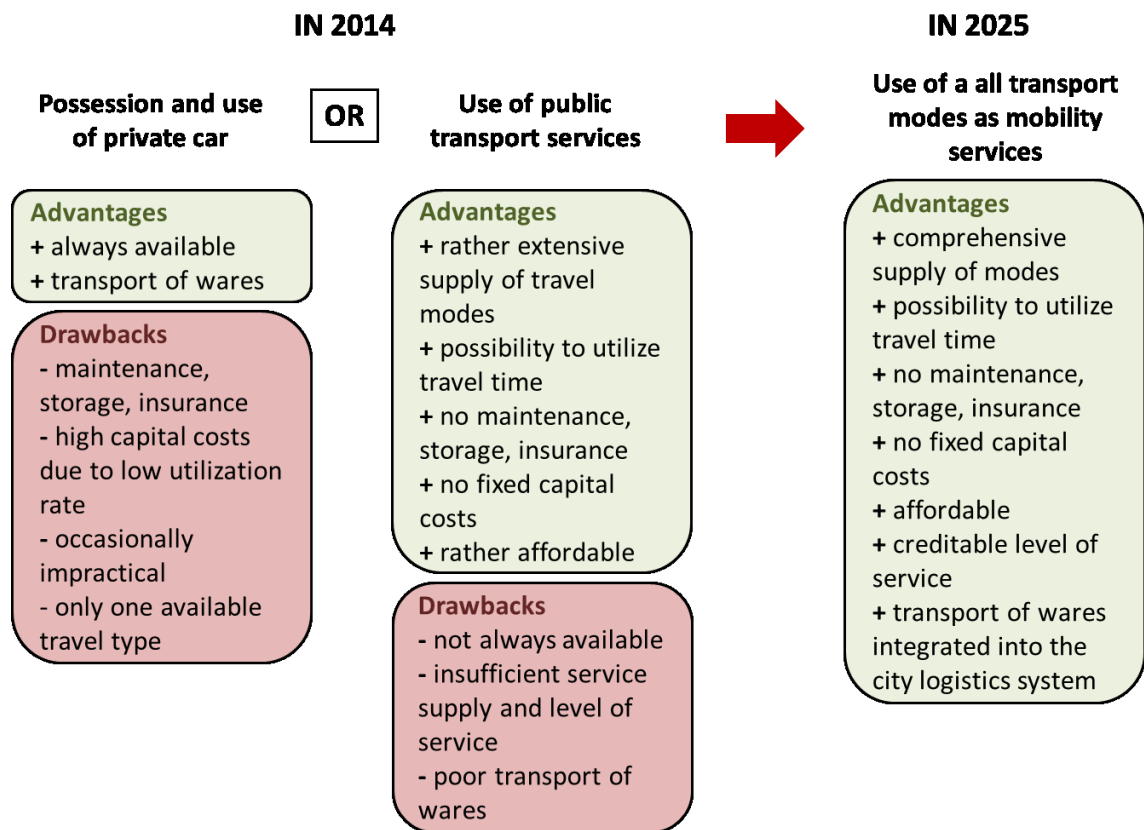 IN 2014
Possession and use
of private car
OR
Use of public
transport services
Advantages
+ always available
+ transport of wares
Drawbacks
- maintenance,
storage, insurance
- high capital costs
due to low utilization
rate
- occasionally
impractical
- only one available
travel type
Advantages
+ rather extensive
supply of travel
modes
+ possibility to utilize
travel time
+ no maintenance,
storage, insurance
+ no fixed capital
costs
+ rather affordable
Drawbacks
- not always available
- insufficient service
supply and level of
service
- poor transport of
wares
IN 2025
Use of a all transport
modes as mobility
services
Advantages
+ comprehensive
supply of modes
+ possibility to utilize
travel time
+ no maintenance,
storage, insurance
+ no fixed capital
costs
+ affordable
+ creditable level of
service
+ transport of wares
integrated into the
city logistics system